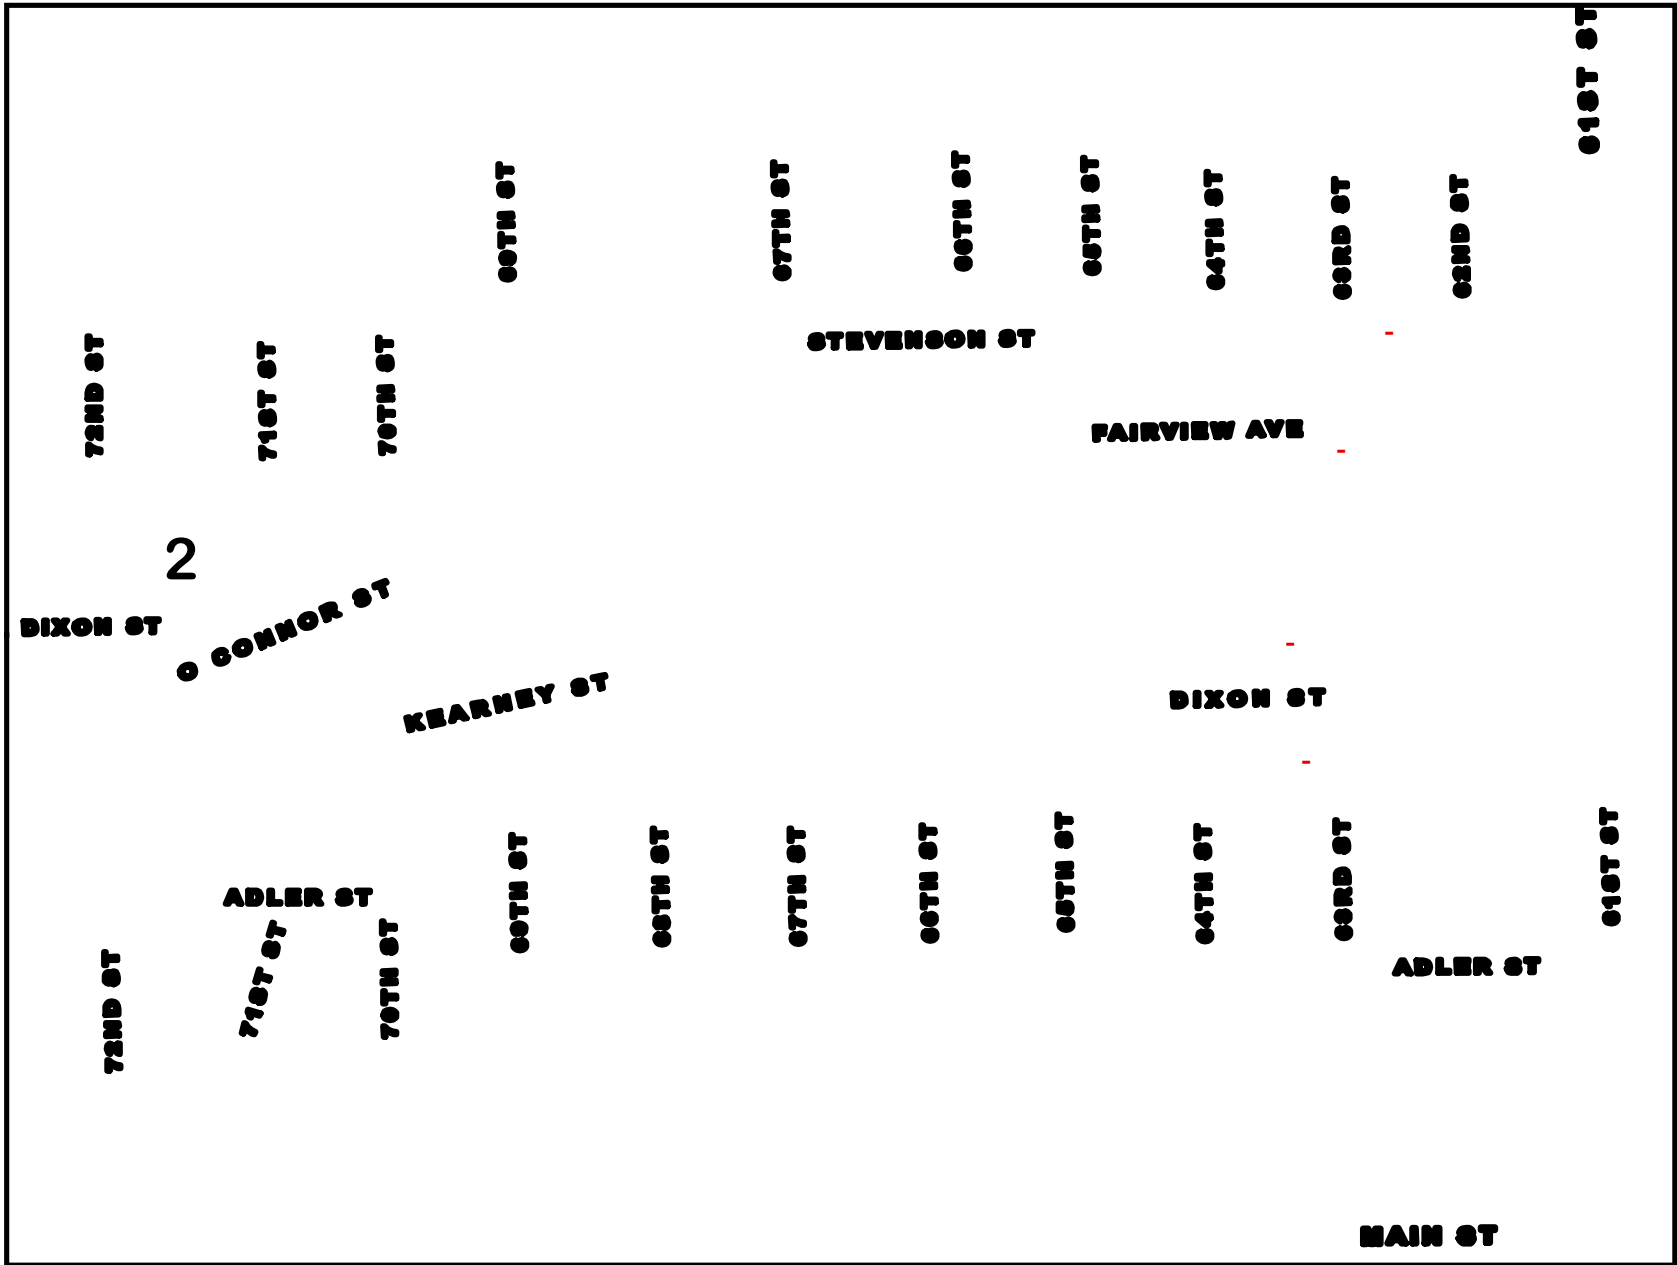 61ST ST
69TH ST
67TH ST
66TH ST
65TH ST
64TH ST
63RD ST
62ND ST
72ND ST
71ST ST
70TH ST
STEVENSON ST
-
FAIRVIEW AVE
-
2
DIXON ST
O CONNOR ST
KEARNEY ST
-
DIXON ST
-
69TH ST
68TH ST
67TH ST
66TH ST
65TH ST
64TH ST
63RD ST
61ST ST
ADLER ST
72ND ST
71ST ST
70TH ST
ADLER ST
MAIN ST